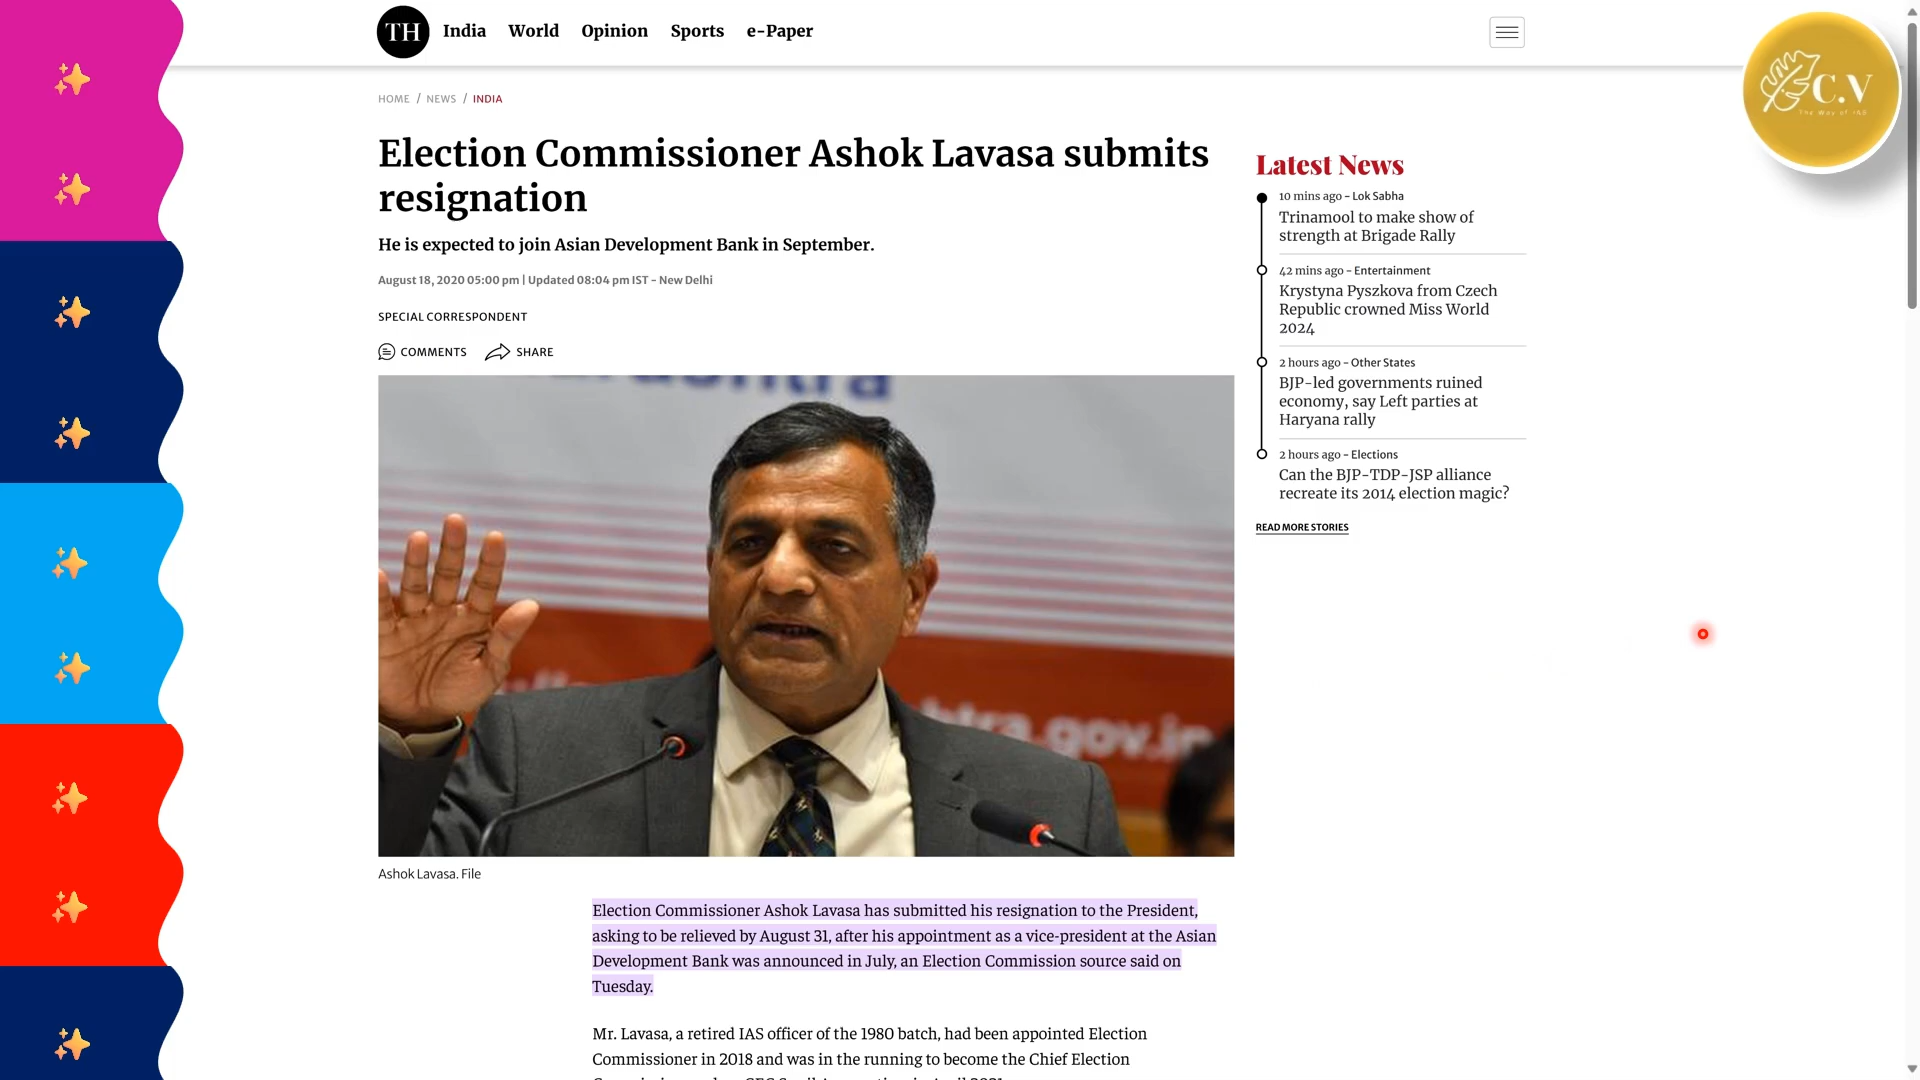 TH India World Opinion Sports e-Paper
C.V
The Way of IAS
HOME / NEWS / INDIA
Election Commissioner Ashok Lavasa submits
resignation
He is expected to join Asian Development Bank in September.
August 18, 2020 05:00 pm | Updated 08:04 pm IST - New Delhi
SPECIAL CORRESPONDENT
COMMENTS SHARE
htra.gov.in
Ashok Lavasa. File
Election Commissioner Ashok Lavasa has submitted his resignation to the President,
asking to be relieved by August 31, after his appointment as a vice-president at the Asian
Development Bank was announced in July, an Election Commission source said on
Tuesday.
Mr. Lavasa, a retired IAS officer of the 1980 batch, had been appointed Election
Commissioner in 2018 and was in the running to become the Chief Election
Latest News
10 mins ago - Lok Sabha
Trinamool to make show of
strength at Brigade Rally
42 mins ago - Entertainment
Krystyna Pyszkova from Czech
Republic crowned Miss World
2024
2 hours ago - Other States
BJP-led governments ruined
economy, say Left parties at
Haryana rally
2 hours ago - Elections
Can the BJP-TDP-JSP alliance
recreate its 2014 election magic?
READ MORE STORIES